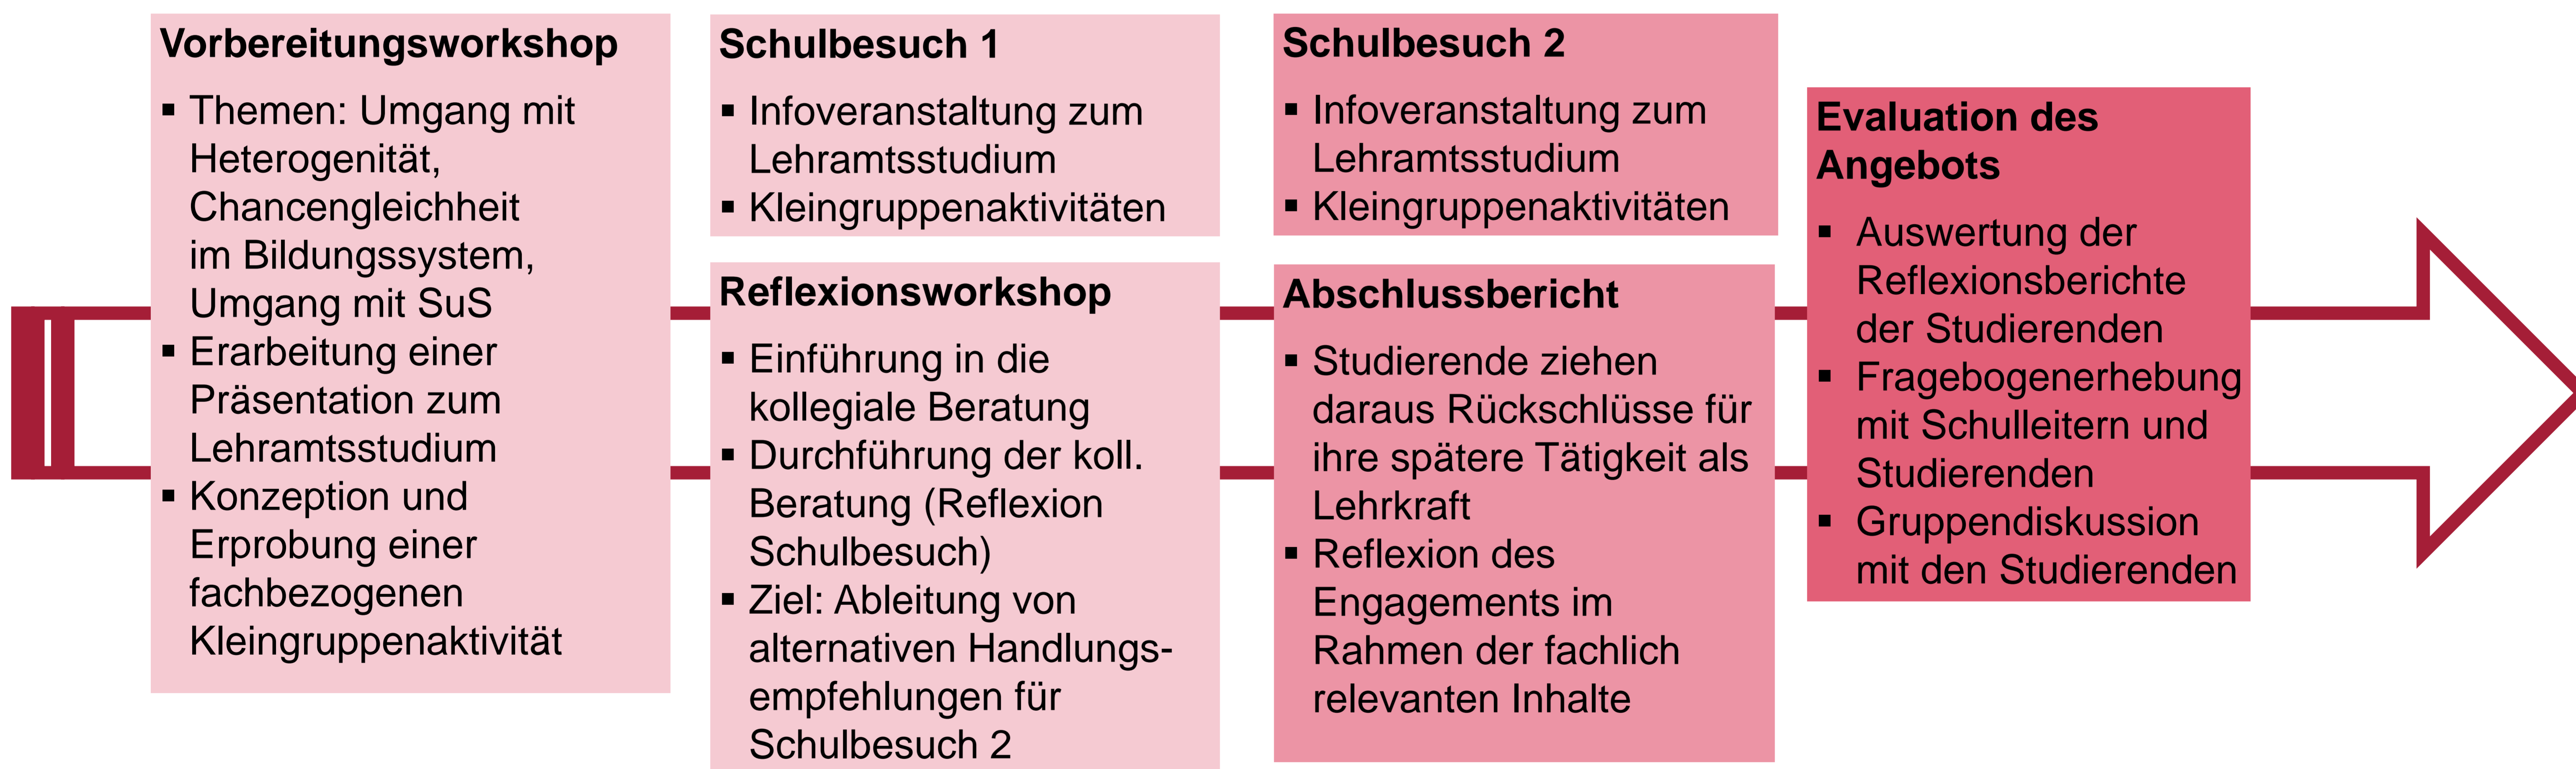 Vorbereitungsworkshop
▪ Themen: Umgang mit
Heterogenität,
Chancengleichheit
im Bildungssystem,
Umgang mit SuS
▪ Erarbeitung einer
Präsentation zum
Lehramtsstudium
▪ Konzeption und
Erprobung einer
fachbezogenen
Kleingruppenaktivität
Schulbesuch 1
▪ Infoveranstaltung zum
Lehramtsstudium
▪ Kleingruppenaktivitäten
Reflexionsworkshop
▪ Einführung in die
kollegiale Beratung
▪ Durchführung der koll.
Beratung (Reflexion
Schulbesuch)
▪ Ziel: Ableitung von
alternativen Handlungs-
empfehlungen für
Schulbesuch 2
Schulbesuch 2
▪ Infoveranstaltung zum
Lehramtsstudium
▪ Kleingruppenaktivitäten
Abschlussbericht
▪ Studierende ziehen
daraus Rückschlüsse für
ihre spätere Tätigkeit als
Lehrkraft
▪ Reflexion des
Engagements im
Rahmen der fachlich
relevanten Inhalte
Evaluation des
Angebots
▪ Auswertung der
Reflexionsberichte
der Studierenden
▪ Fragebogenerhebung
mit Schulleitern und
Studierenden
▪ Gruppendiskussion
mit den Studierenden